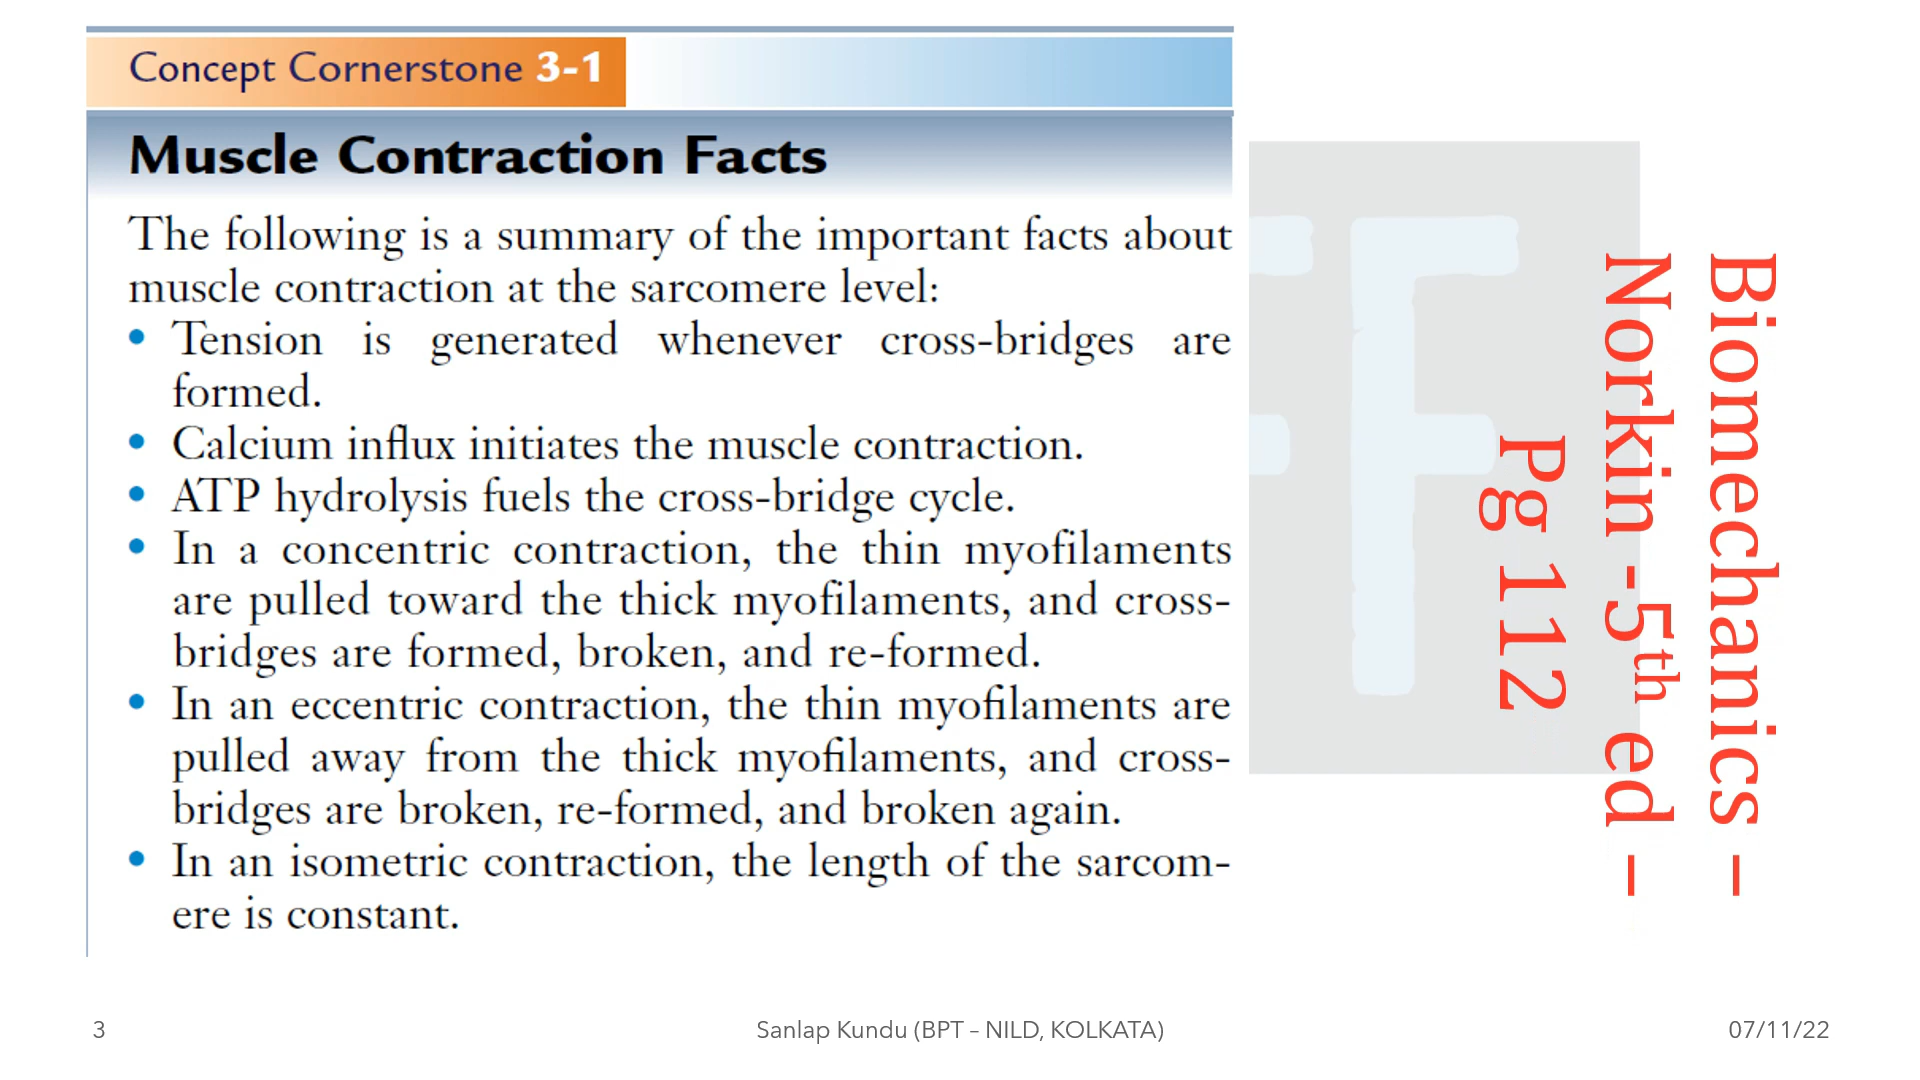 Concept Cornerstone 3-1
Muscle Contraction Facts
The following is a summary of the important facts about
muscle contraction at the sarcomere level:
• Tension is generated whenever cross-bridges are
formed.
• Calcium influx initiates the muscle contraction.
• ATP hydrolysis fuels the cross-bridge cycle.
• In a concentric contraction, the thin myofilaments
are pulled toward the thick myofilaments, and cross-
bridges are formed, broken, and re-formed.
• In an eccentric contraction, the thin myofilaments are
pulled away from the thick myofilaments, and cross-
bridges are broken, re-formed, and broken again.
• In an isometric contraction, the length of the sarcom-
ere is constant.
Biomechanics –
Norkin -5th ed –
Pg 112
3
Sanlap Kundu (BPT – NILD, KOLKATA)
07/11/22